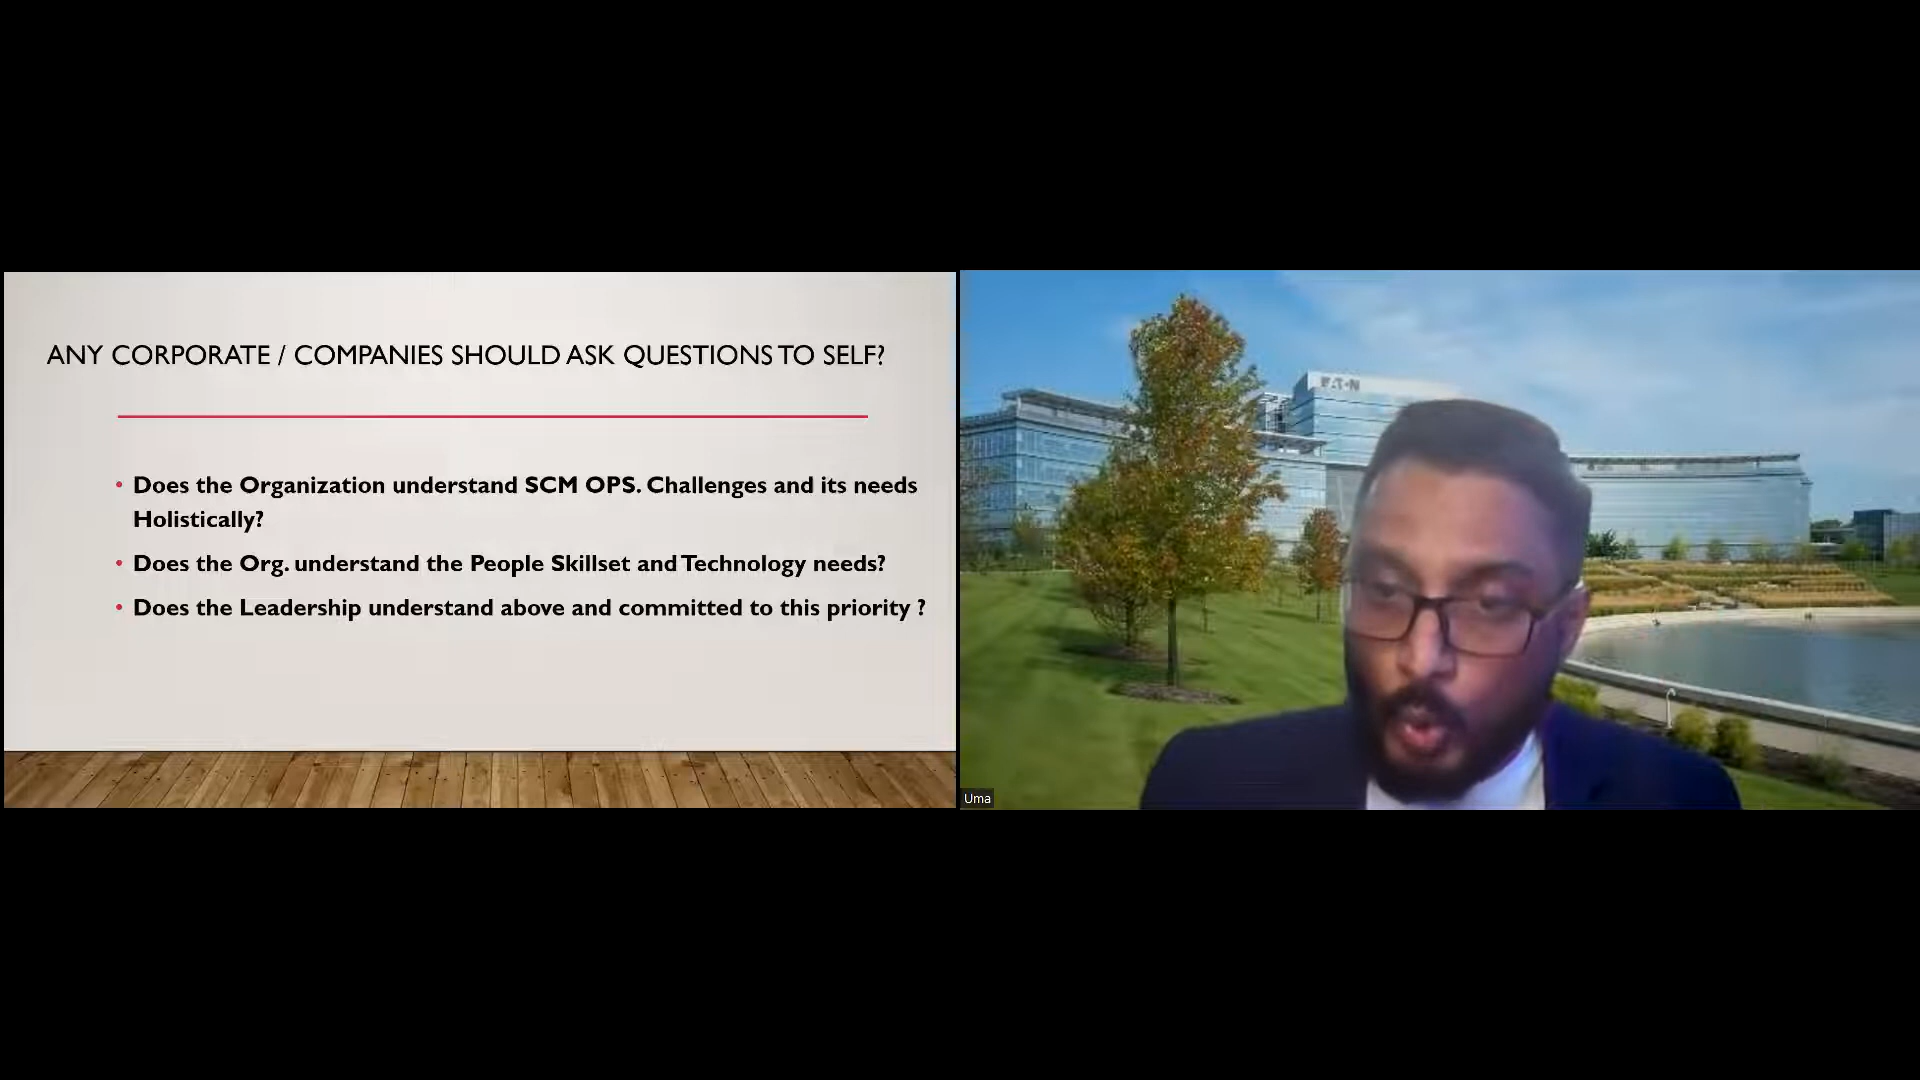 ANY CORPORATE / COMPANIES SHOULD ASK QUESTIONS TO SELF?
• Does the Organization understand SCM OPS. Challenges and its needs
Holistically?
• Does the Org. understand the People Skillset and Technology needs?
• Does the Leadership understand above and committed to this priority ?
EATON
Uma